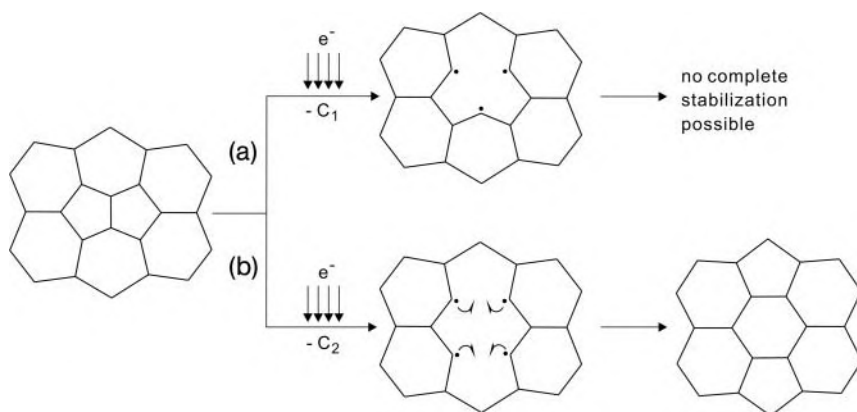 e⁻
- C₁
no complete
stabilization
possible
(a)
(b)
e⁻
- C₂